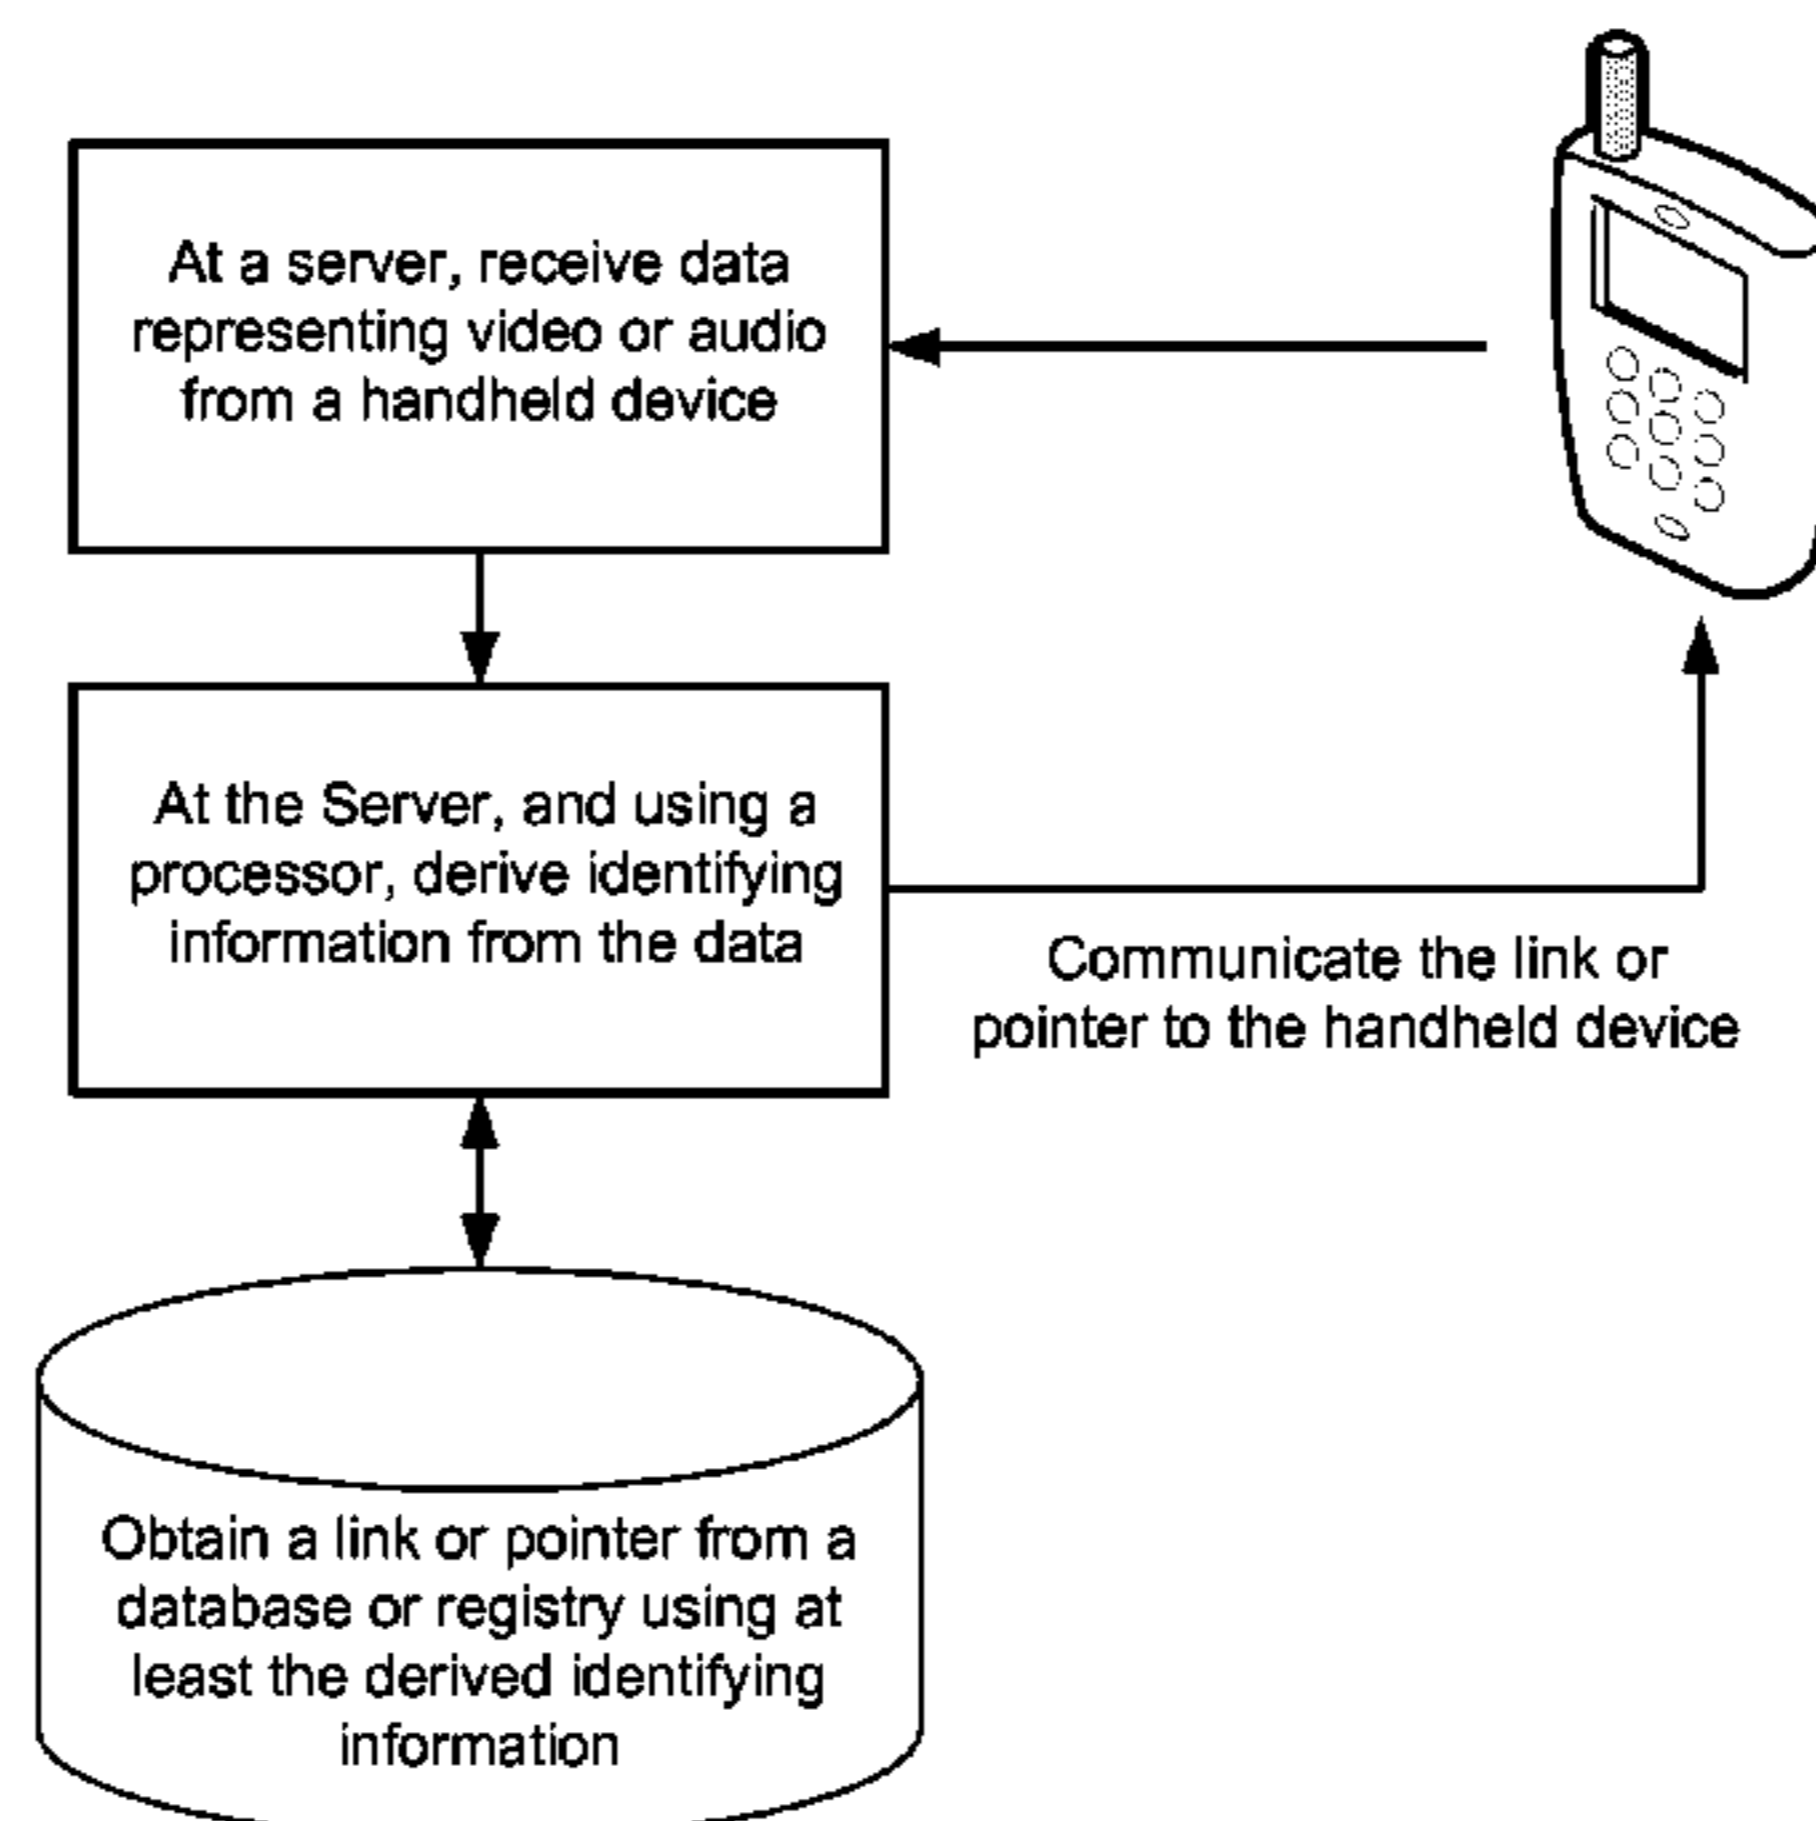 At a server, receive data
representing video or audio
from a handheld device
At the Server, and using a
processor, derive identifying
information from the data
Communicate the link or
pointer to the handheld device
Obtain a link or pointer from a
database or registry using at
least the derived identifying
information